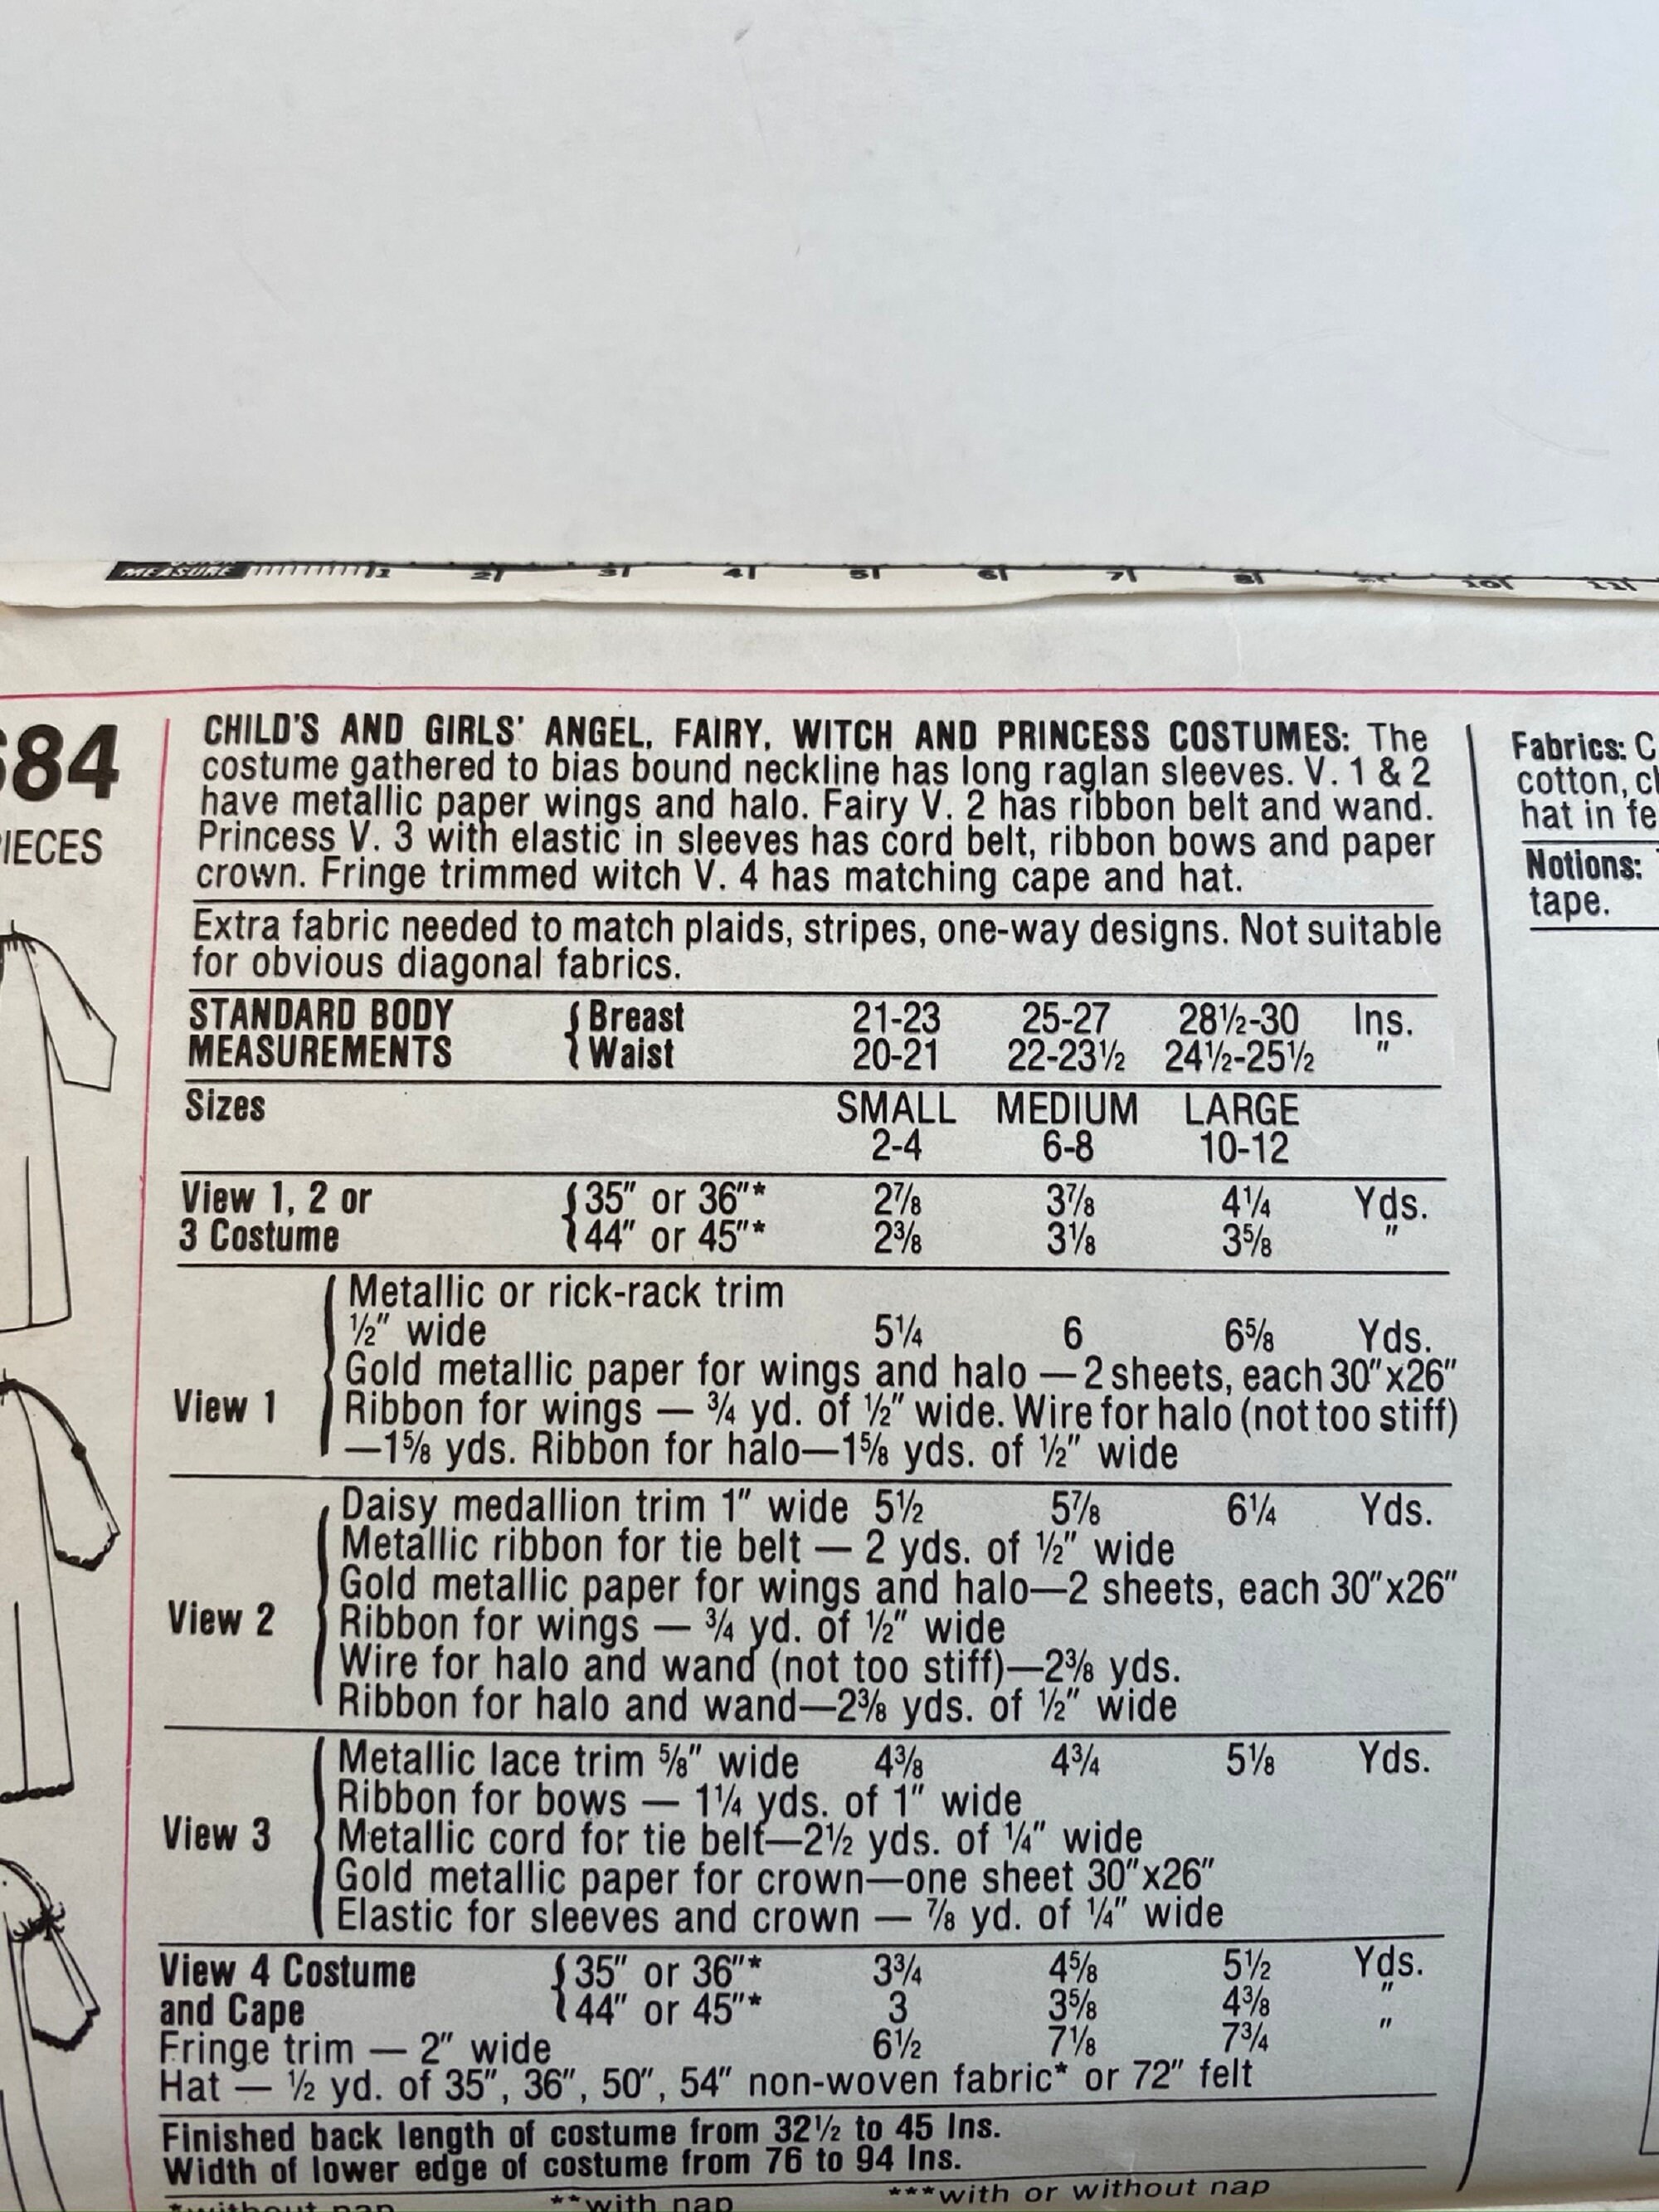 MEASURE 1 2 3 4 5 6 7 8 9 10 11
684
PIECES
CHILD'S AND GIRLS' ANGEL, FAIRY, WITCH AND PRINCESS COSTUMES: The
costume gathered to bias bound neckline has long raglan sleeves. V. 1 & 2
have metallic paper wings and halo. Fairy V. 2 has ribbon belt and wand.
Princess V. 3 with elastic in sleeves has cord belt, ribbon bows and paper
crown. Fringe trimmed witch V. 4 has matching cape and hat.
Extra fabric needed to match plaids, stripes, one-way designs. Not suitable
for obvious diagonal fabrics.
STANDARD BODY { Breast 21-23 25-27 28½-30 Ins.
MEASUREMENTS { Waist 20-21 22-23½ 24½-25½ "
Sizes SMALL MEDIUM LARGE
2-4 6-8 10-12
View 1, 2 or { 35" or 36"* 2⅞ 3⅞ 4¼ Yds.
3 Costume { 44" or 45"* 2⅜ 3⅛ 3⅝ "
Metallic or rick-rack trim
½" wide 5¼ 6 6⅝ Yds.
Gold metallic paper for wings and halo — 2 sheets, each 30"x26"
View 1 Ribbon for wings — ¾ yd. of ½" wide. Wire for halo (not too stiff)
—1⅝ yds. Ribbon for halo—1⅝ yds. of ½" wide
Daisy medallion trim 1" wide 5½ 5⅞ 6¼ Yds.
Metallic ribbon for tie belt — 2 yds. of ½" wide
Gold metallic paper for wings and halo—2 sheets, each 30"x26"
View 2 Ribbon for wings — ¾ yd. of ½" wide
Wire for halo and wand (not too stiff)—2⅜ yds.
Ribbon for halo and wand—2⅜ yds. of ½" wide
Metallic lace trim ⅝" wide 4⅜ 4¾ 5⅛ Yds.
Ribbon for bows — 1¼ yds. of 1" wide
View 3 Metallic cord for tie belt—2½ yds. of ¼" wide
Gold metallic paper for crown—one sheet 30"x26"
Elastic for sleeves and crown — ⅞ yd. of ¼" wide
View 4 Costume { 35" or 36"* 3¾ 4⅝ 5½ Yds.
and Cape { 44" or 45"* 3 3⅝ 4⅜ "
Fringe trim — 2" wide 6½ 7⅛ 7¾ "
Hat — ½ yd. of 35", 36", 50", 54" non-woven fabric* or 72" felt
Finished back length of costume from 32½ to 45 Ins.
Width of lower edge of costume from 76 to 94 Ins.
*without nap **with nap ***with or without nap
Fabrics: C
cotton, cl
hat in fe
Notions:
tape.